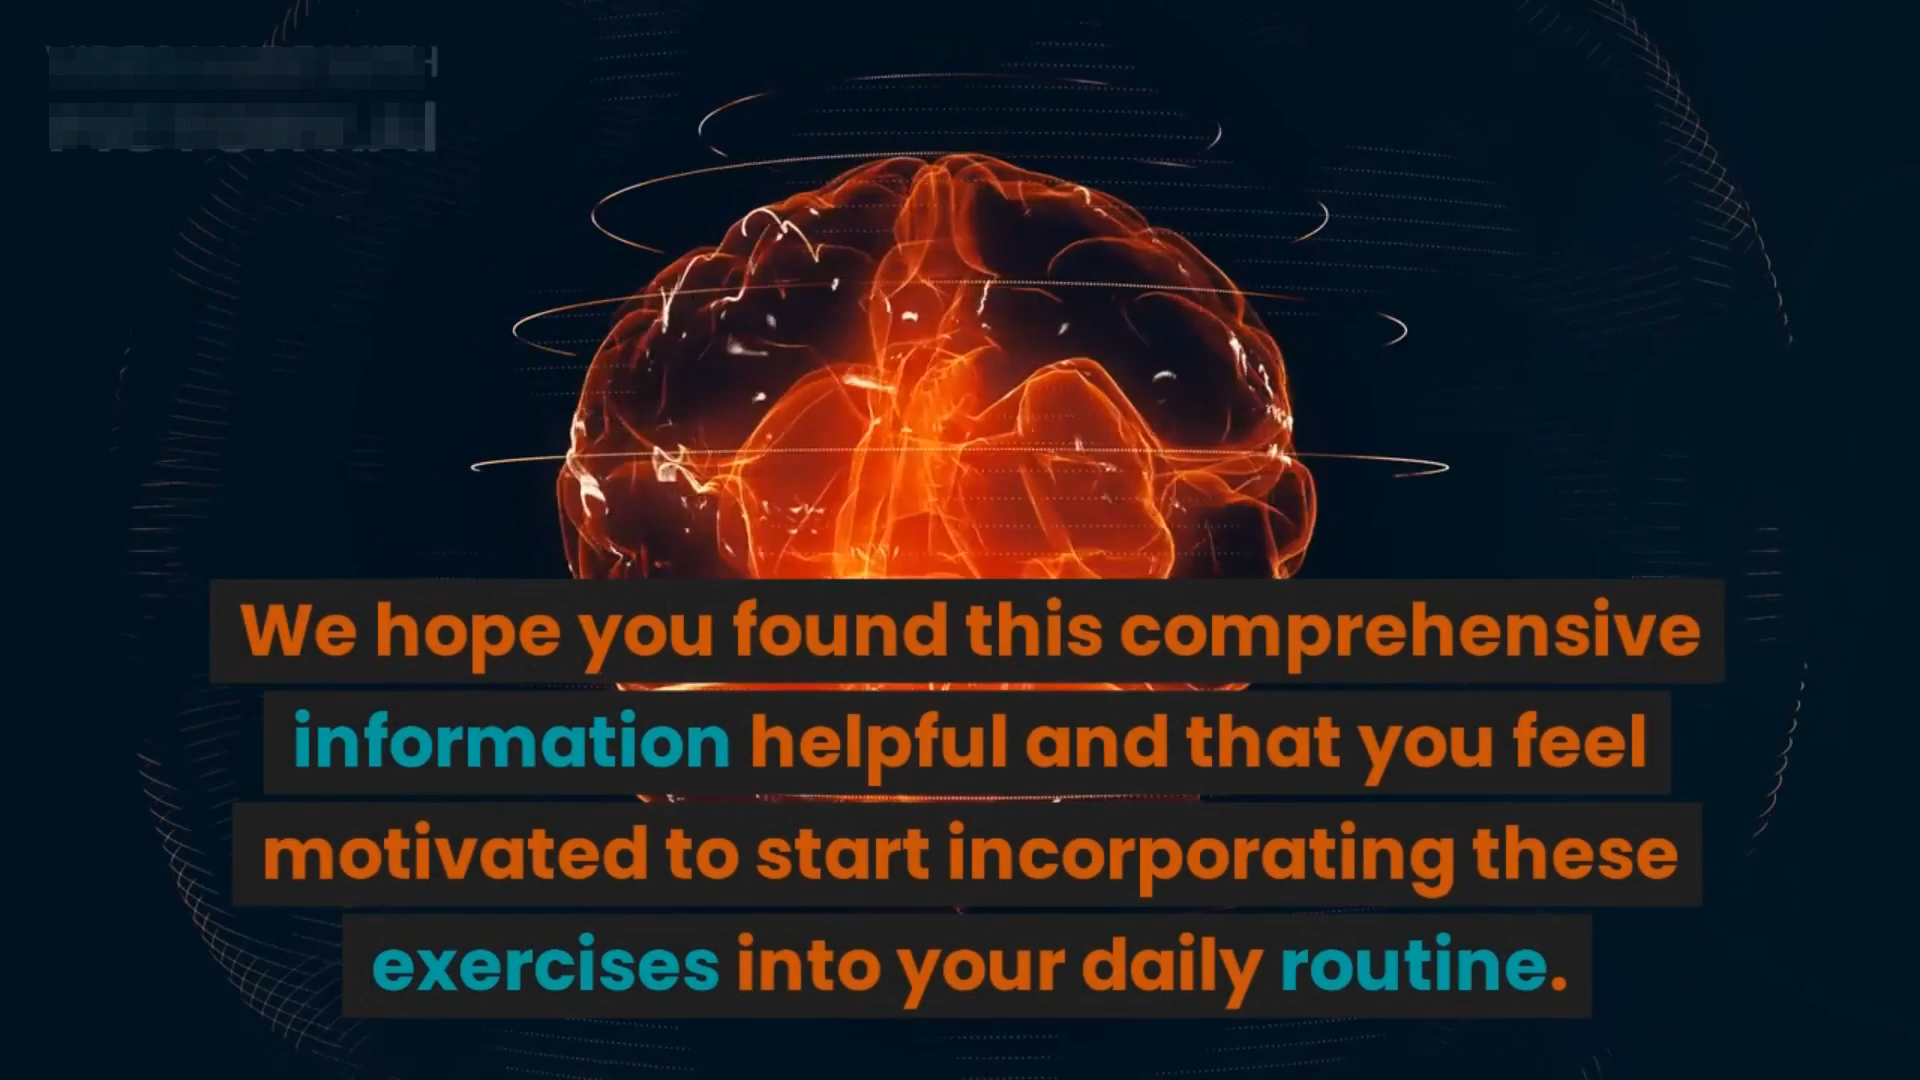 We hope you found this comprehensive
information helpful and that you feel
motivated to start incorporating these
exercises into your daily routine.